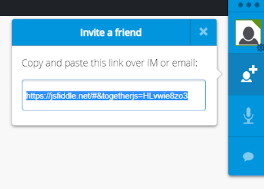 Invite a friend
Copy and paste this link over IM or email:
https://jsfiddle.net/#&togetherjs=HLvwie8zo3